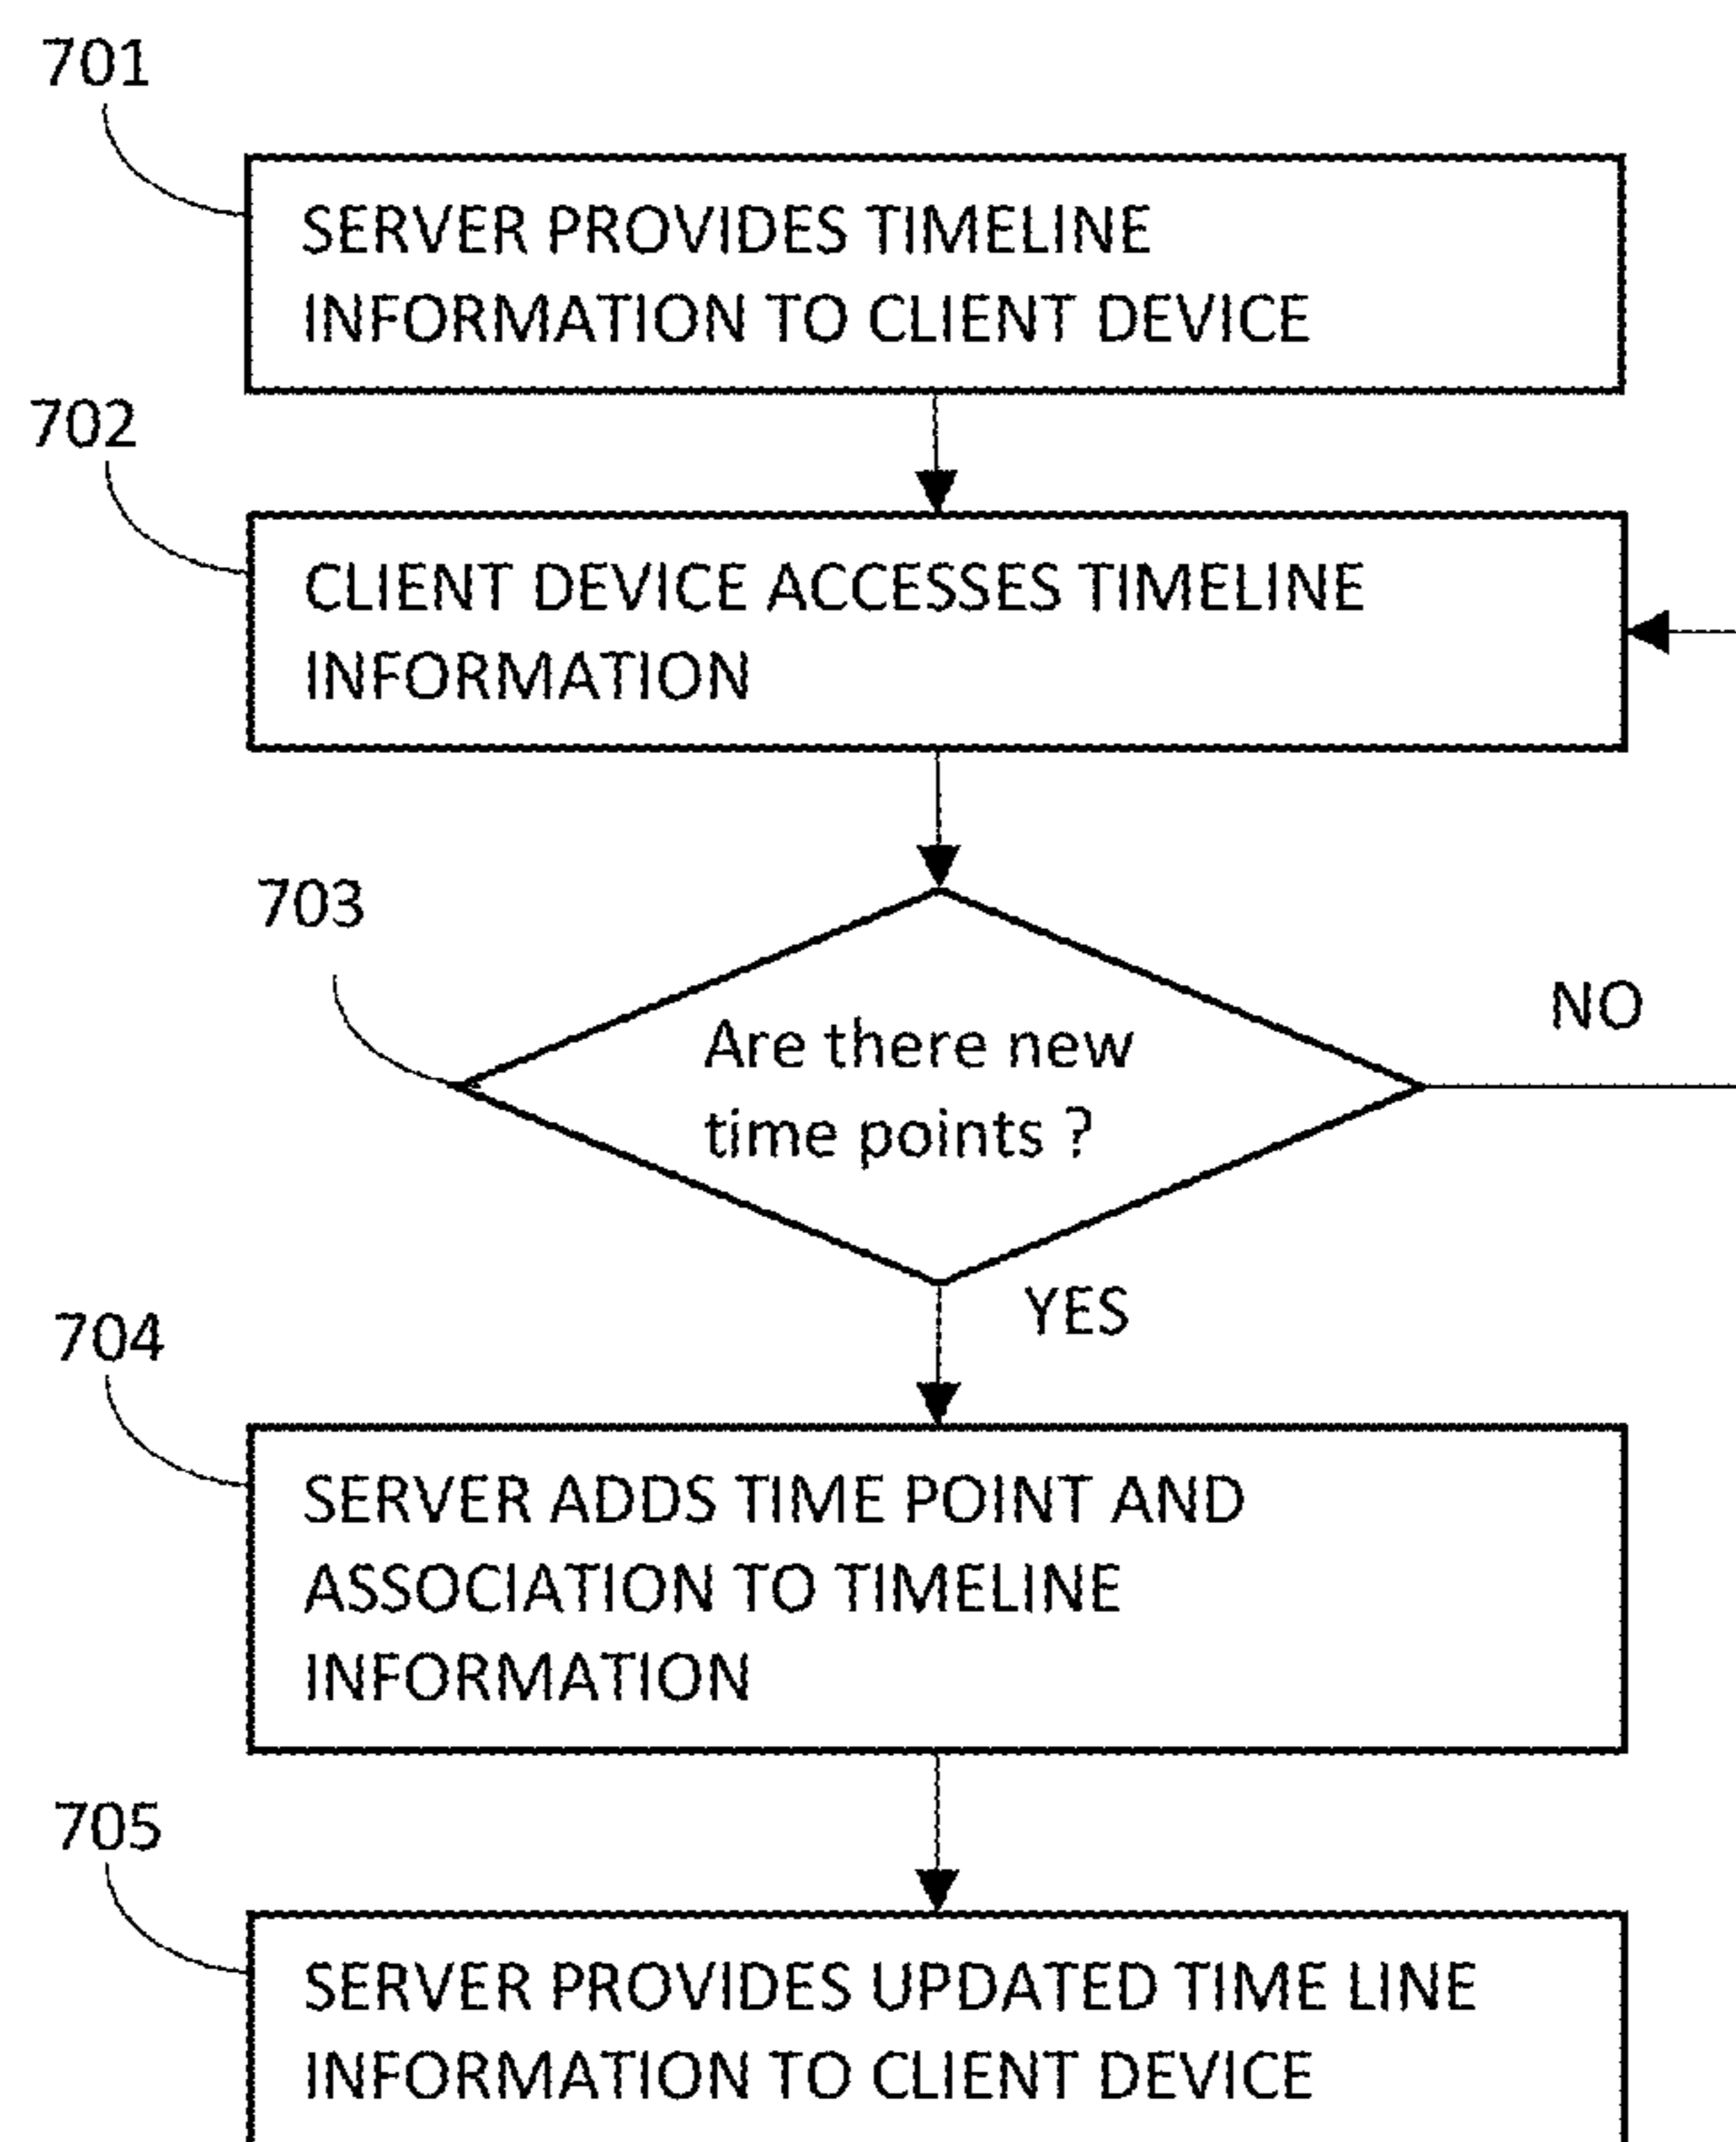 701
SERVER PROVIDES TIMELINE
INFORMATION TO CLIENT DEVICE
702
CLIENT DEVICE ACCESSES TIMELINE
INFORMATION
703
Are there new
time points ?
NO
YES
704
SERVER ADDS TIME POINT AND
ASSOCIATION TO TIMELINE
INFORMATION
705
SERVER PROVIDES UPDATED TIME LINE
INFORMATION TO CLIENT DEVICE